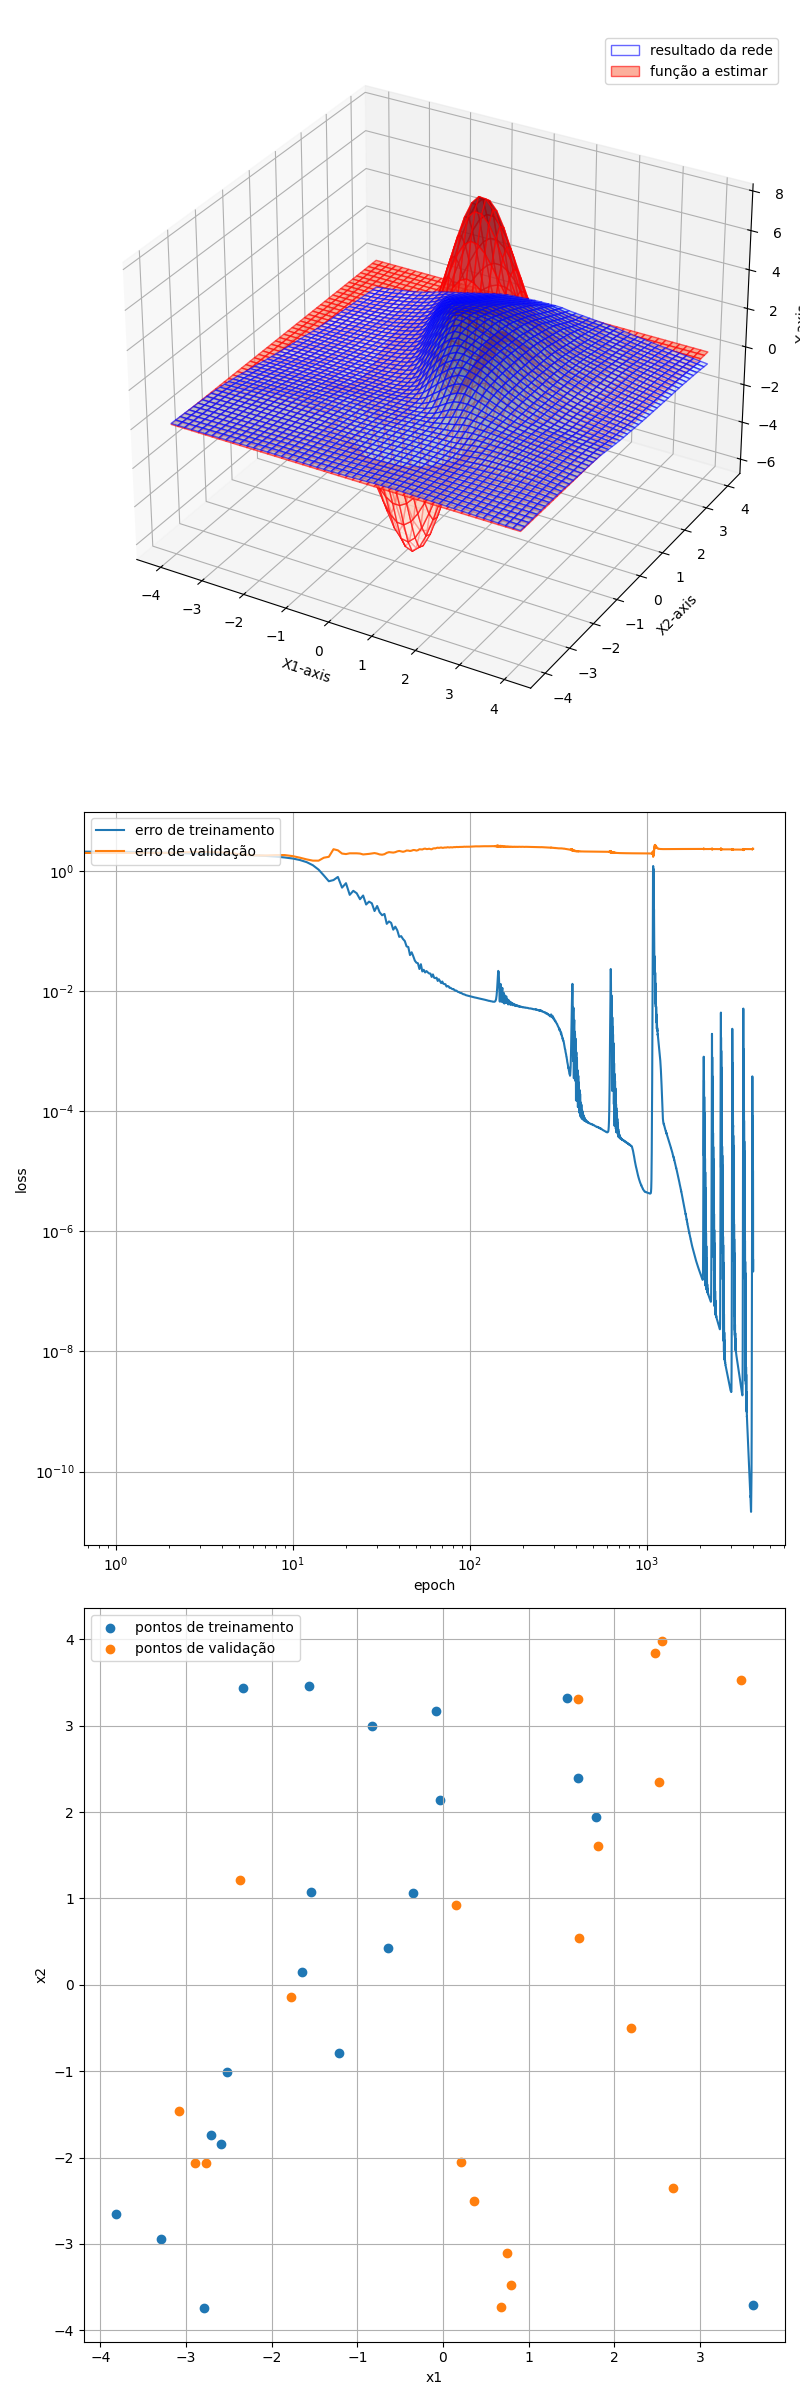 resultado da rede
função a estimar
8
6
4
2
0
−2
−4
−6
−4
−3
−2
−1
0
1
2
3
4
X1-axis
−4
−3
−2
−1
0
1
2
3
4
X2-axis
erro de treinamento
erro de validação
10⁰
10⁻²
10⁻⁴
10⁻⁶
10⁻⁸
10⁻¹⁰
loss
10⁰ 10¹ 10² 10³
epoch
pontos de treinamento
pontos de validação
4
3
2
1
0
−1
−2
−3
−4
x2
−4 −3 −2 −1 0 1 2 3
x1